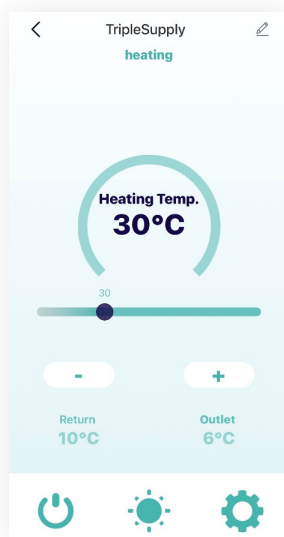 TripleSupply
heating
Heating Temp.
30°C
30
- +
Return Outlet
10°C 6°C